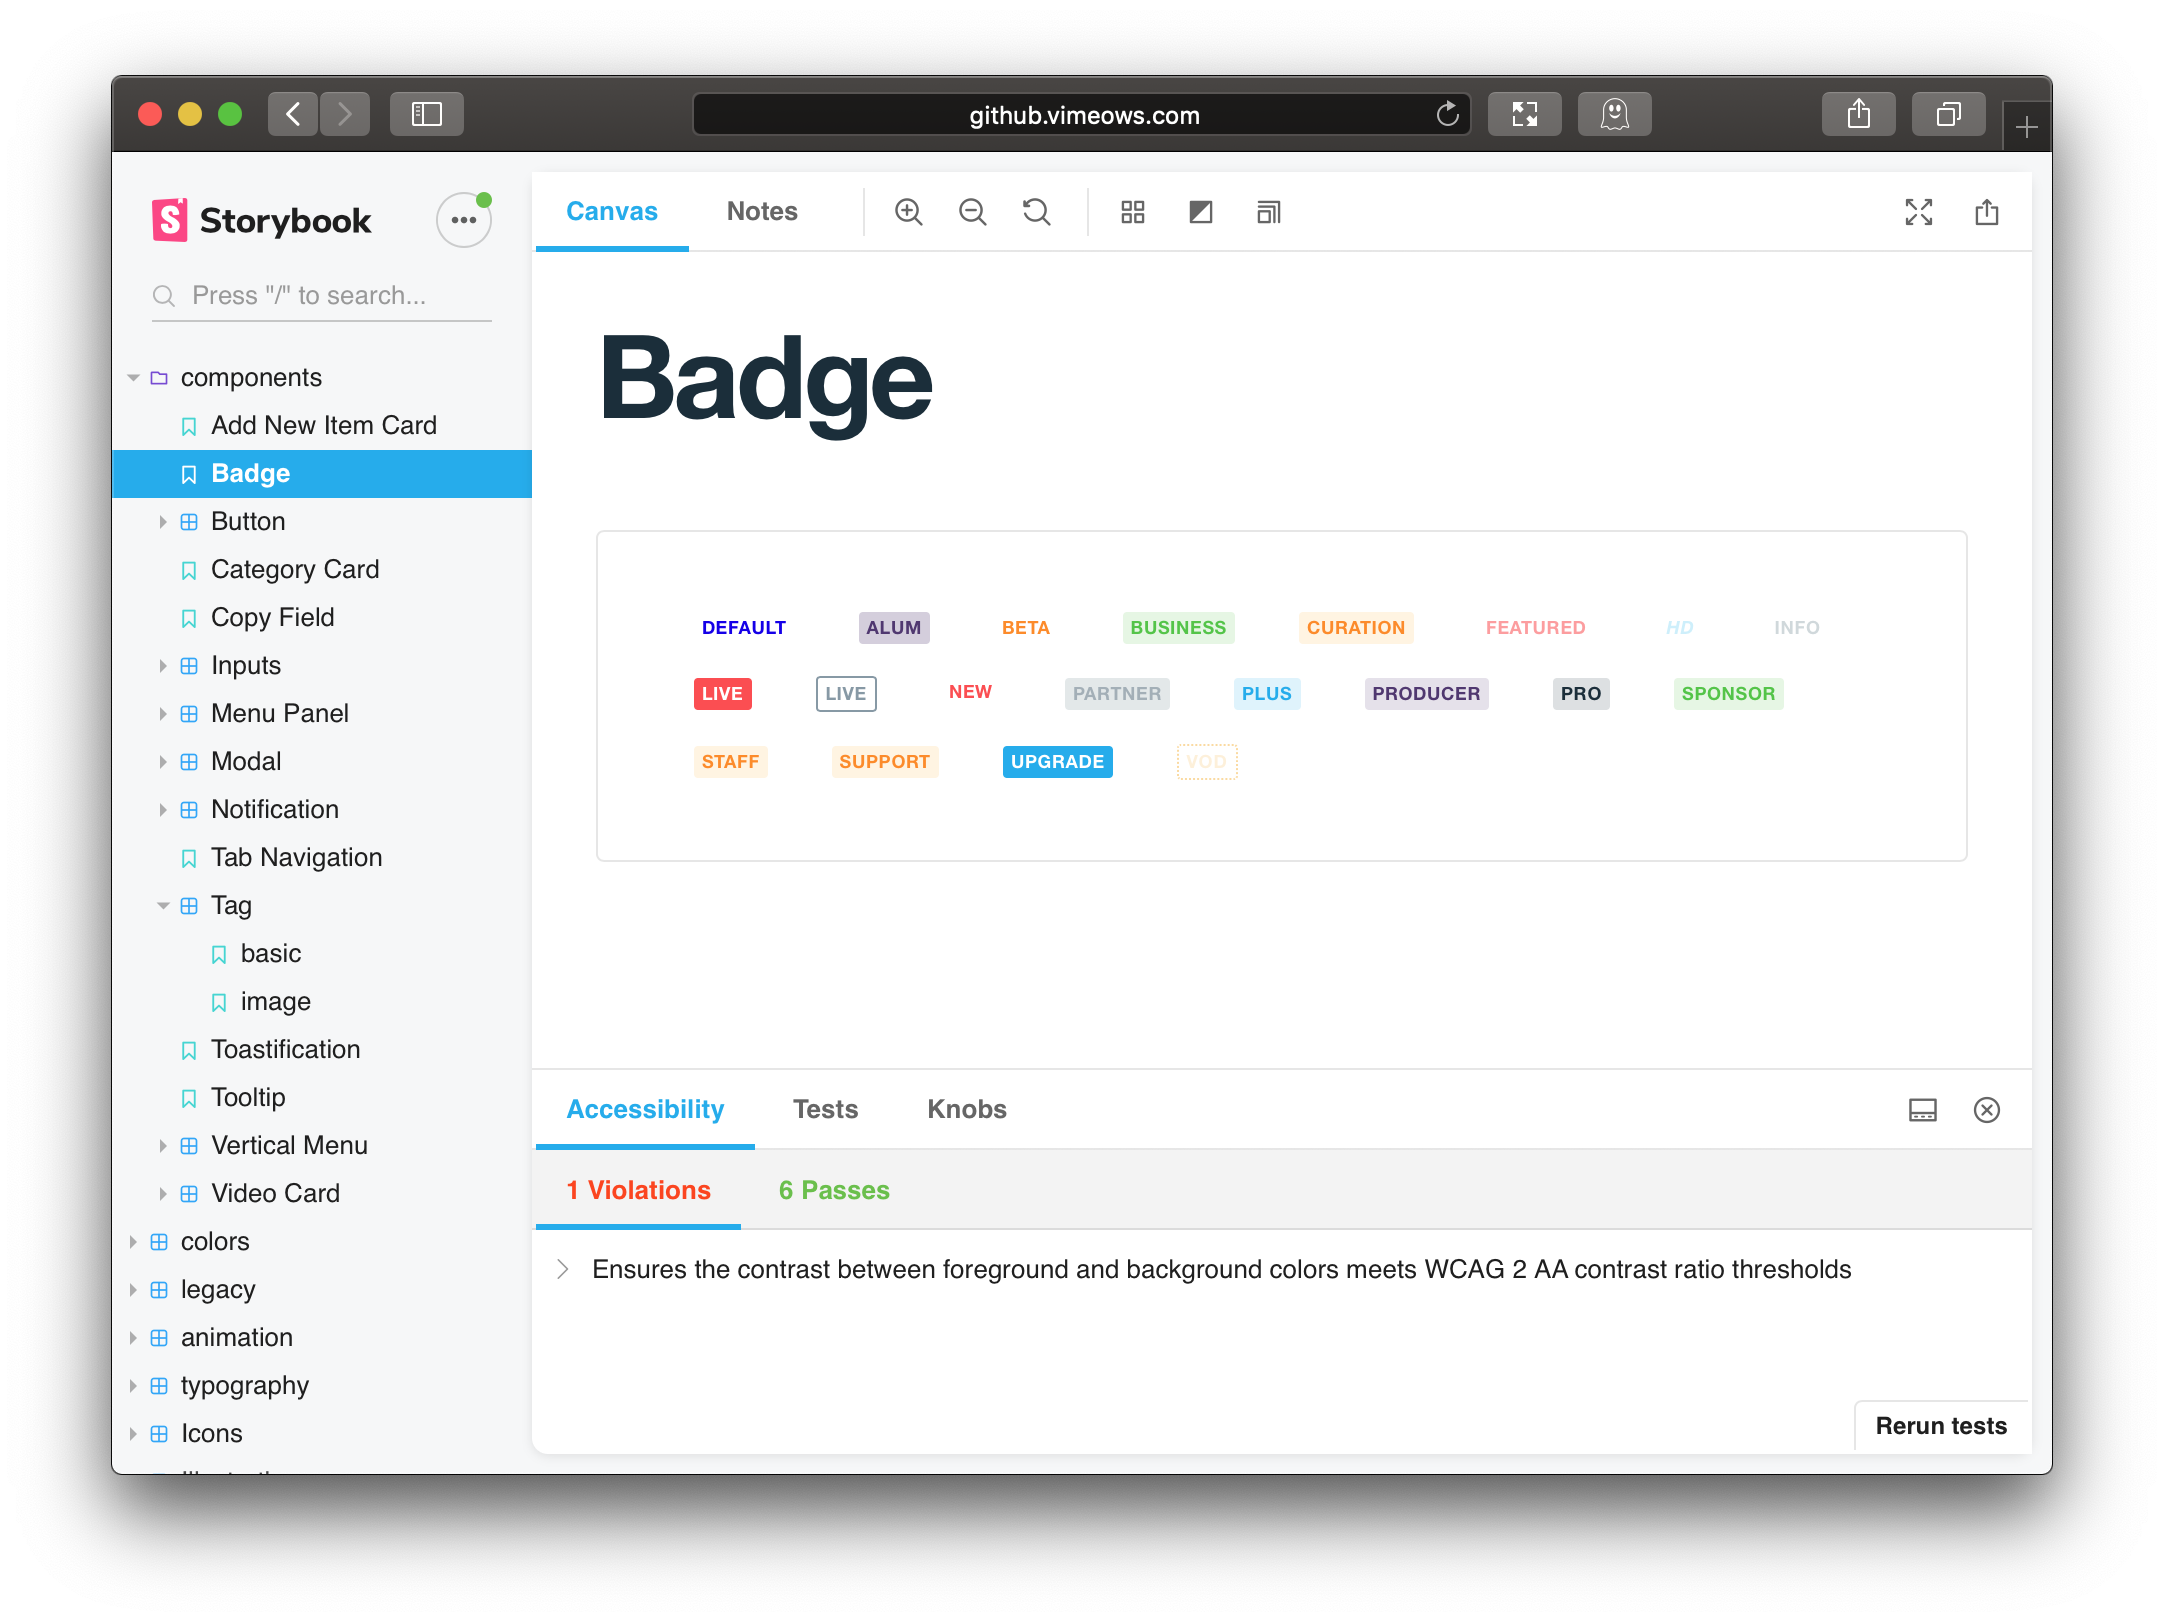 github.vimeows.com
Storybook
Press "/" to search...
components
Add New Item Card
Badge
Button
Category Card
Copy Field
Inputs
Menu Panel
Modal
Notification
Tab Navigation
Tag
basic
image
Toastification
Tooltip
Vertical Menu
Video Card
colors
legacy
animation
typography
Icons
Canvas Notes
Badge
DEFAULT ALUM BETA BUSINESS CURATION FEATURED HD INFO
LIVE LIVE NEW PARTNER PLUS PRODUCER PRO SPONSOR
STAFF SUPPORT UPGRADE VOD
Accessibility Tests Knobs
1 Violations 6 Passes
Ensures the contrast between foreground and background colors meets WCAG 2 AA contrast ratio thresholds
Rerun tests